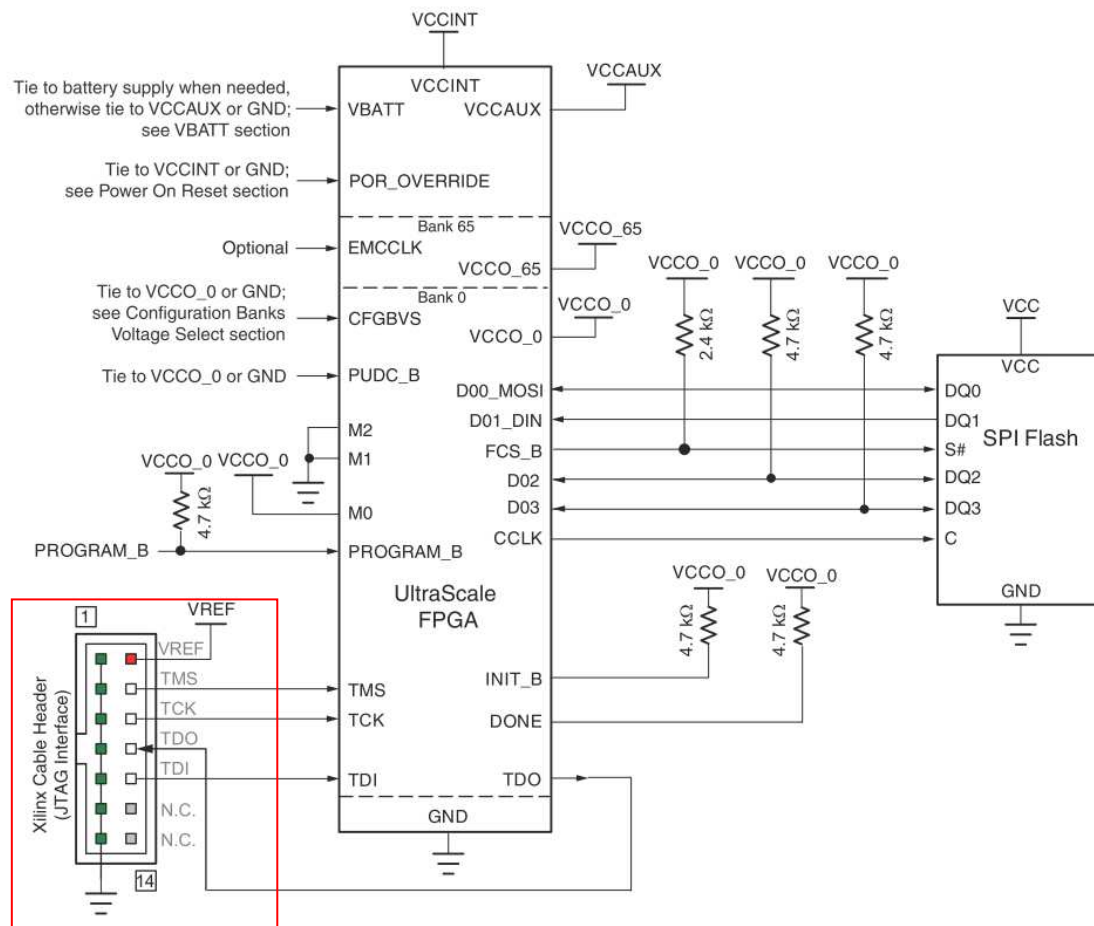 VCCINT
VCCINT
Tie to battery supply when needed,
otherwise tie to VCCAUX or GND;
see VBATT section
VBATT
VCCAUX
VCCAUX
Tie to VCCINT or GND;
see Power On Reset section
POR_OVERRIDE
Bank 65
Optional
EMCCLK
VCCO_65
VCCO_65
Bank 0
Tie to VCCO_0 or GND;
see Configuration Banks
Voltage Select section
CFGBVS
VCCO_0
VCCO_0
Tie to VCCO_0 or GND
PUDC_B
VCCO_0
VCCO_0
VCCO_0
2.4 kΩ
4.7 kΩ
4.7 kΩ
VCC
VCC
D00_MOSI
DQ0
D01_DIN
DQ1
SPI Flash
FCS_B
S#
D02
DQ2
D03
DQ3
CCLK
C
GND
M2
M1
VCCO_0
VCCO_0
4.7 kΩ
M0
PROGRAM_B
PROGRAM_B
UltraScale
FPGA
VCCO_0
VCCO_0
4.7 kΩ
4.7 kΩ
INIT_B
DONE
1
VREF
VREF
TMS
TMS
TCK
TCK
TDO
TDI
TDI
TDO
N.C.
N.C.
Xilinx Cable Header
(JTAG Interface)
14
GND